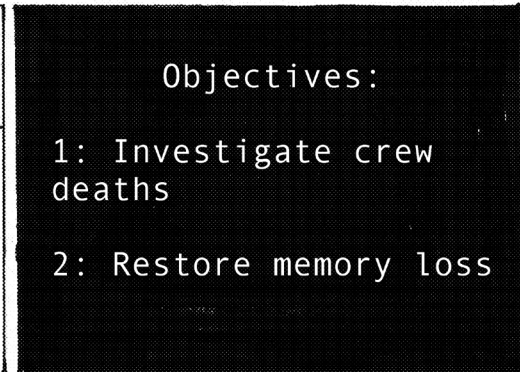 Objectives:
1: Investigate crew
deaths
2: Restore memory loss